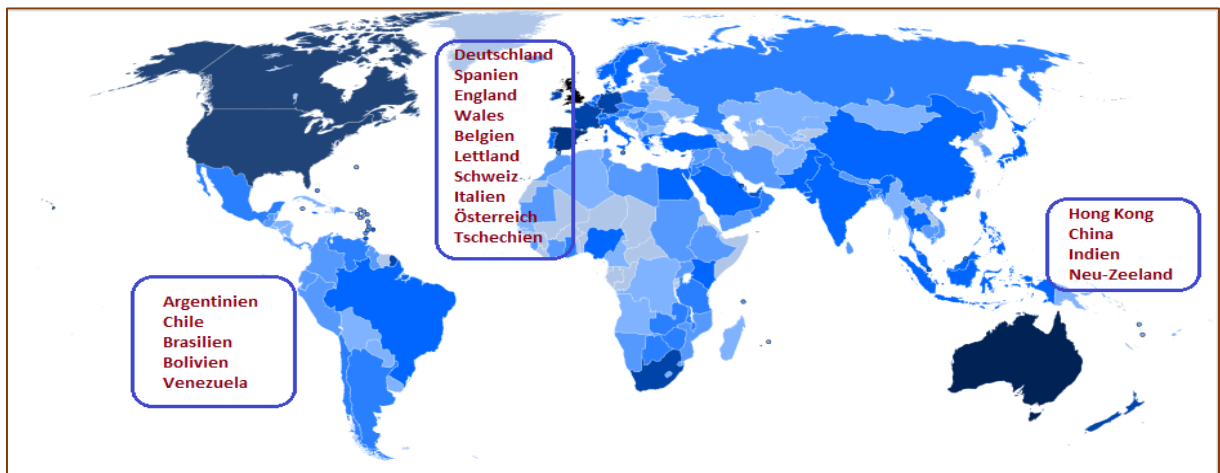 Deutschland
Spanien
England
Wales
Belgien
Lettland
Schweiz
Italien
Österreich
Tschechien
Hong Kong
China
Indien
Neu-Zeeland
Argentinien
Chile
Brasilien
Bolivien
Venezuela